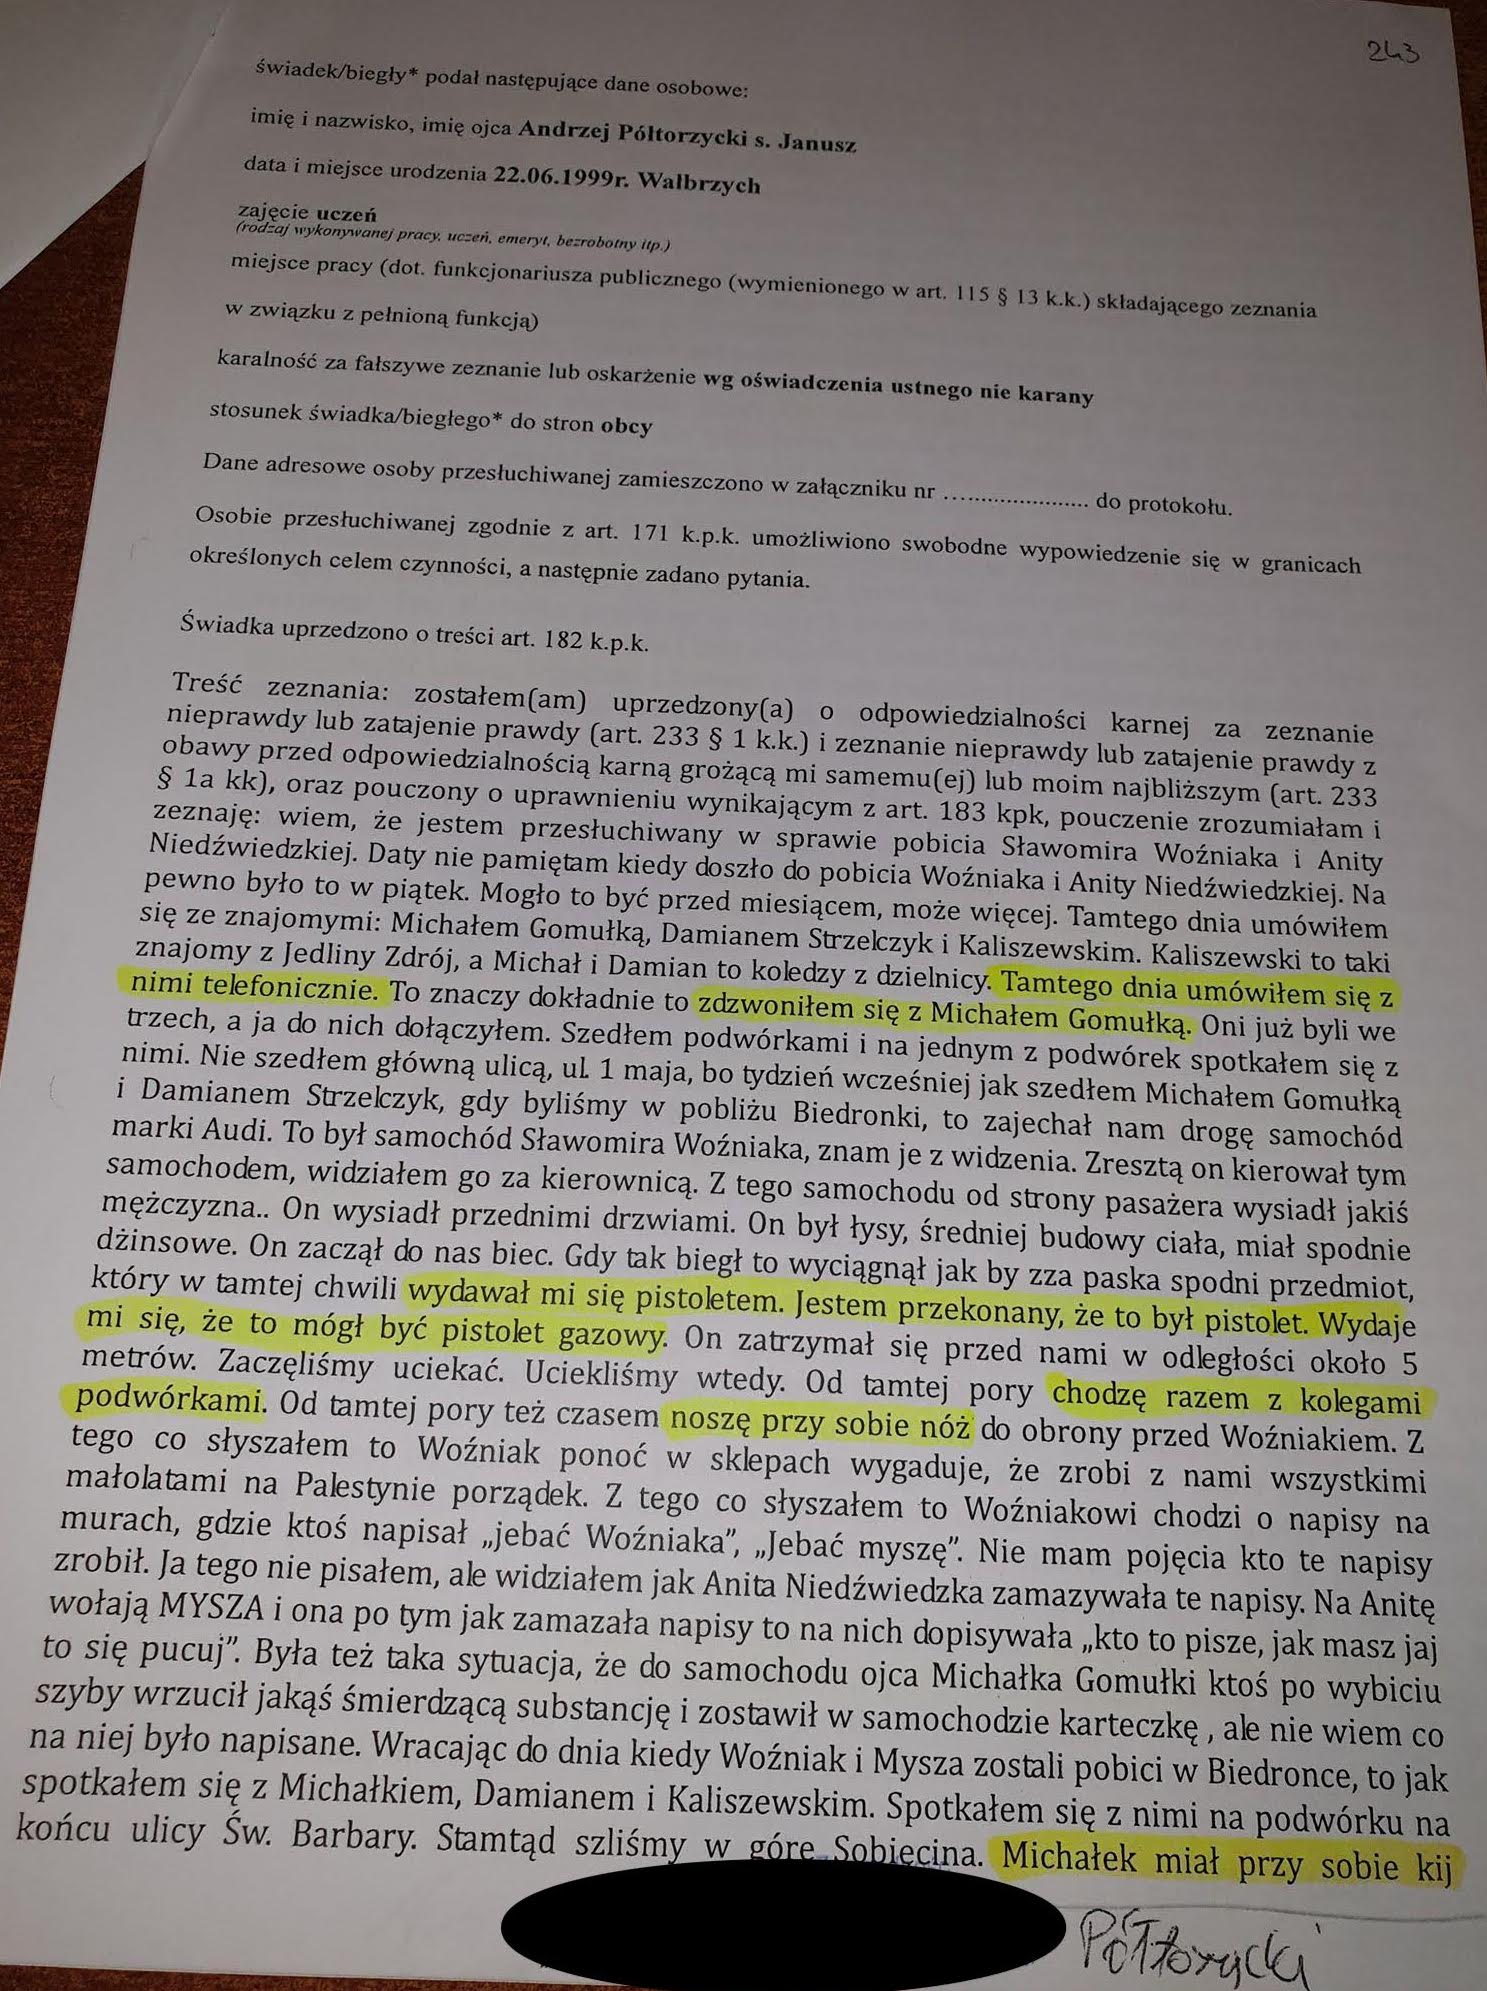 243
świadek/biegły* podał następujące dane osobowe:
imię i nazwisko, imię ojca Andrzej Półtorzycki s. Janusz
data i miejsce urodzenia 22.06.1999r. Wałbrzych
zajęcie uczeń
(rodzaj wykonywanej pracy, uczeń, emeryt, bezrobotny itp.)
miejsce pracy (dot. funkcjonariusza publicznego (wymienionego w art. 115 § 13 k.k.) składającego zeznania
w związku z pełnioną funkcją)
karalność za fałszywe zeznanie lub oskarżenie wg oświadczenia ustnego nie karany
stosunek świadka/biegłego* do stron obcy
Dane adresowe osoby przesłuchiwanej zamieszczono w załączniku nr ........................ do protokołu.
Osobie przesłuchiwanej zgodnie z art. 171 k.p.k. umożliwiono swobodne wypowiedzenie się w granicach
określonych celem czynności, a następnie zadano pytania.
Świadka uprzedzono o treści art. 182 k.p.k.
Treść zeznania: zostałem(am) uprzedzony(a) o odpowiedzialności karnej za zeznanie
nieprawdy lub zatajenie prawdy (art. 233 § 1 k.k.) i zeznanie nieprawdy lub zatajenie prawdy z
obawy przed odpowiedzialnością karną grożącą mi samemu(ej) lub moim najbliższym (art. 233
§ 1a kk), oraz pouczony o uprawnieniu wynikającym z art. 183 kpk, pouczenie zrozumiałam i
zeznaję: wiem, że jestem przesłuchiwany w sprawie pobicia Sławomira Woźniaka i Anity
Niedźwiedzkiej. Daty nie pamiętam kiedy doszło do pobicia Woźniaka i Anity Niedźwiedzkiej. Na
pewno było to w piątek. Mogło to być przed miesiącem, może więcej. Tamtego dnia umówiłem
się ze znajomymi: Michałem Gomułką, Damianem Strzelczyk i Kaliszewskim. Kaliszewski to taki
znajomy z Jedliny Zdrój, a Michał i Damian to koledzy z dzielnicy. Tamtego dnia umówiłem się z
nimi telefonicznie. To znaczy dokładnie to zdzwoniłem się z Michałem Gomułką. Oni już byli we
trzech, a ja do nich dołączyłem. Szedłem podwórkami i na jednym z podwórek spotkałem się z
nimi. Nie szedłem główną ulicą, ul. 1 maja, bo tydzień wcześniej jak szedłem Michałem Gomułką
i Damianem Strzelczyk, gdy byliśmy w pobliżu Biedronki, to zajechał nam drogę samochód
marki Audi. To był samochód Sławomira Woźniaka, znam je z widzenia. Zresztą on kierował tym
samochodem, widziałem go za kierownicą. Z tego samochodu od strony pasażera wysiadł jakiś
mężczyzna.. On wysiadł przednimi drzwiami. On był łysy, średniej budowy ciała, miał spodnie
dżinsowe. On zaczął do nas biec. Gdy tak biegł to wyciągnął jak by zza paska spodni przedmiot,
który w tamtej chwili wydawał mi się pistoletem. Jestem przekonany, że to był pistolet. Wydaje
mi się, że to mógł być pistolet gazowy. On zatrzymał się przed nami w odległości około 5
metrów. Zaczęliśmy uciekać. Uciekliśmy wtedy. Od tamtej pory chodzę razem z kolegami
podwórkami. Od tamtej pory też czasem noszę przy sobie nóż do obrony przed Woźniakiem. Z
tego co słyszałem to Woźniak ponoć w sklepach wygaduje, że zrobi z nami wszystkimi
małolatami na Palestynie porządek. Z tego co słyszałem to Woźniakowi chodzi o napisy na
murach, gdzie ktoś napisał „jebać Woźniaka”, „Jebać myszę”. Nie mam pojęcia kto te napisy
zrobił. Ja tego nie pisałem, ale widziałem jak Anita Niedźwiedzka zamazywała te napisy. Na Anitę
wołają MYSZA i ona po tym jak zamazała napisy to na nich dopisywała „kto to pisze, jak masz jaj
to się pucuj”. Była też taka sytuacja, że do samochodu ojca Michałka Gomułki ktoś po wybiciu
szyby wrzucił jakąś śmierdzącą substancję i zostawił w samochodzie karteczkę , ale nie wiem co
na niej było napisane. Wracając do dnia kiedy Woźniak i Mysza zostali pobici w Biedronce, to jak
spotkałem się z Michałkiem, Damianem i Kaliszewskim. Spotkałem się z nimi na podwórku na
końcu ulicy Św. Barbary. Stamtąd szliśmy w górę Sobięcina. Michałek miał przy sobie kij
Półtorzycki